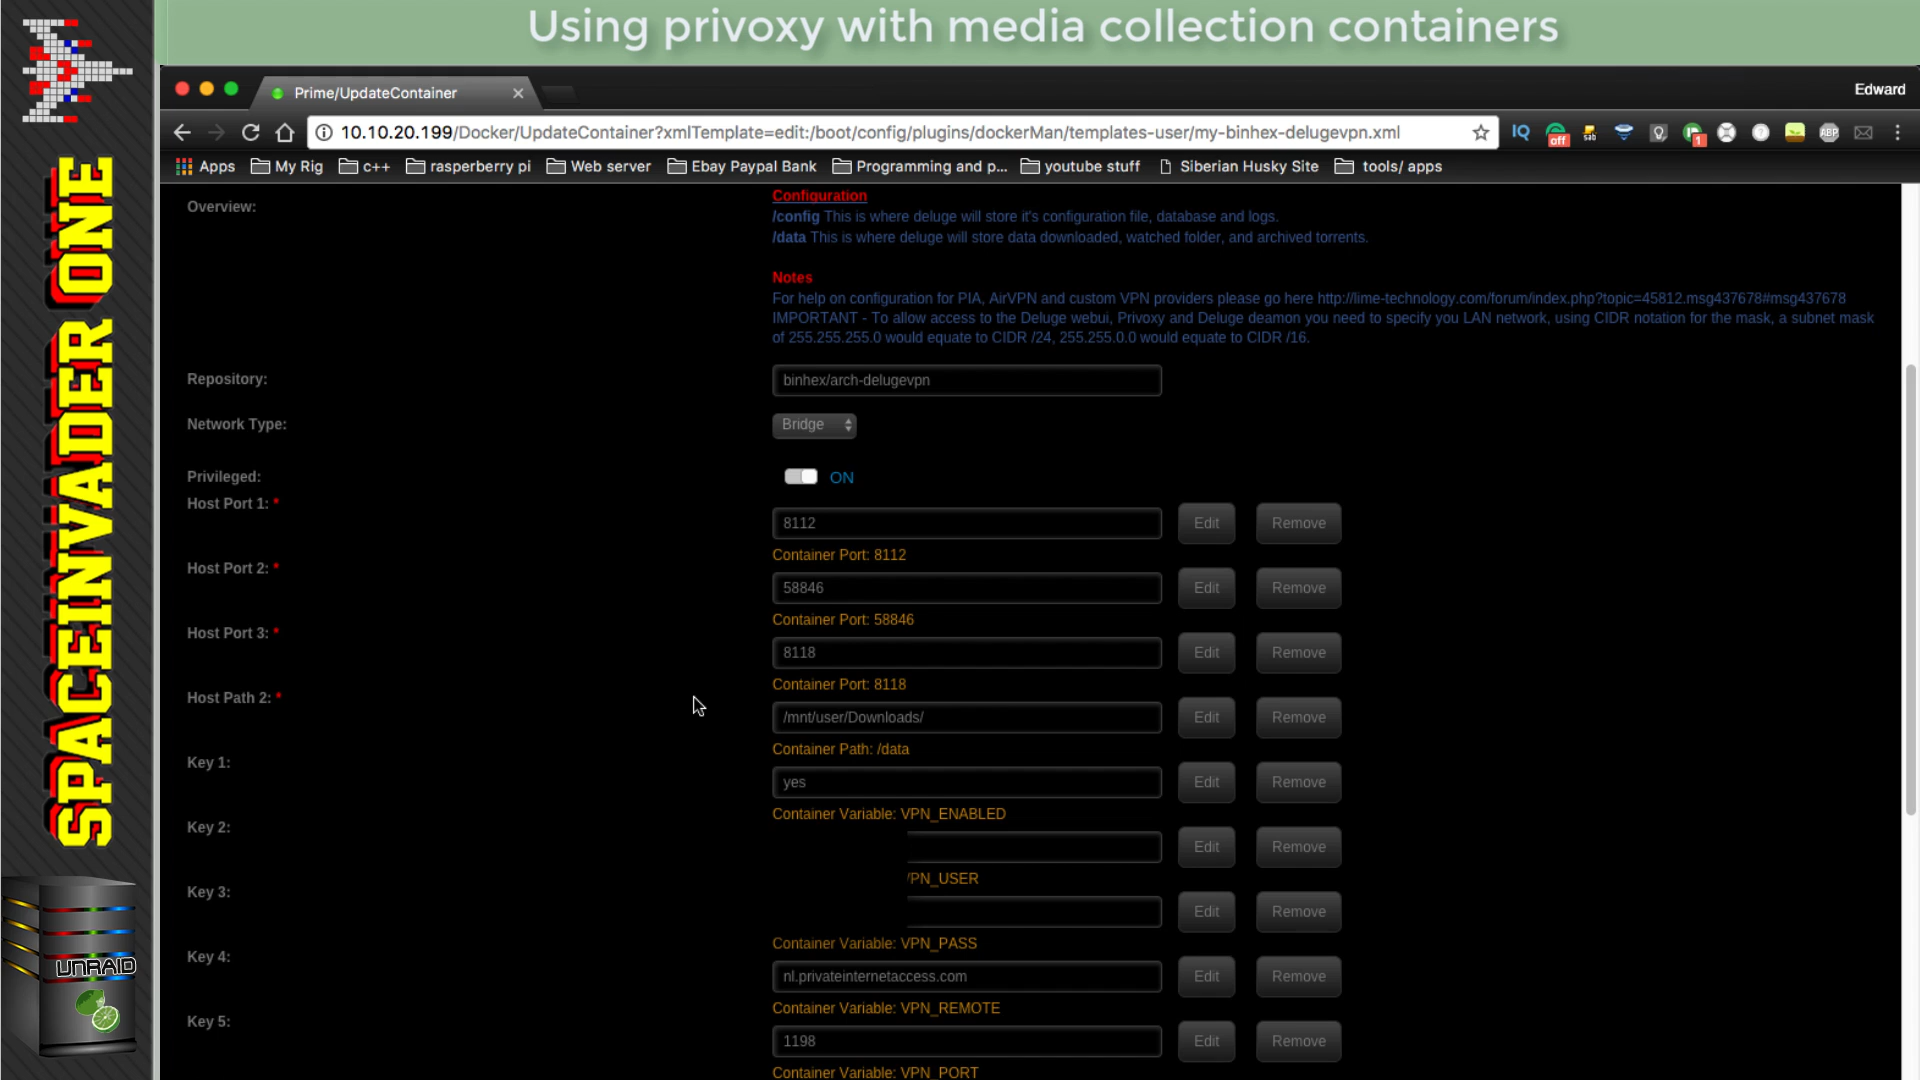 Using privoxy with media collection containers
SPACEINVADER ONE
UNRAID
Prime/UpdateContainer
Edward
10.10.20.199/Docker/UpdateContainer?xmlTemplate=edit:/boot/config/plugins/dockerMan/templates-user/my-binhex-delugevpn.xml
IQ
off
sab
1
ABP
Apps My Rig c++ rasperberry pi Web server Ebay Paypal Bank Programming and p... youtube stuff Siberian Husky Site tools/ apps
Overview:
Configuration
/config This is where deluge will store it's configuration file, database and logs.
/data This is where deluge will store data downloaded, watched folder, and archived torrents.
Notes
For help on configuration for PIA, AirVPN and custom VPN providers please go here http://lime-technology.com/forum/index.php?topic=45812.msg437678#msg437678
IMPORTANT - To allow access to the Deluge webui, Privoxy and Deluge deamon you need to specify you LAN network, using CIDR notation for the mask, a subnet mask
of 255.255.255.0 would equate to CIDR /24, 255.255.0.0 would equate to CIDR /16.
Repository:
binhex/arch-delugevpn
Network Type:
Bridge
Privileged:
ON
Host Port 1: *
8112 Edit Remove
Container Port: 8112
Host Port 2: *
58846 Edit Remove
Container Port: 58846
Host Port 3: *
8118 Edit Remove
Container Port: 8118
Host Path 2: *
/mnt/user/Downloads/ Edit Remove
Container Path: /data
Key 1:
yes Edit Remove
Container Variable: VPN_ENABLED
Key 2:
Edit Remove
VPN_USER
Key 3:
Edit Remove
Container Variable: VPN_PASS
Key 4:
nl.privateinternetaccess.com Edit Remove
Container Variable: VPN_REMOTE
Key 5:
1198 Edit Remove
Container Variable: VPN_PORT